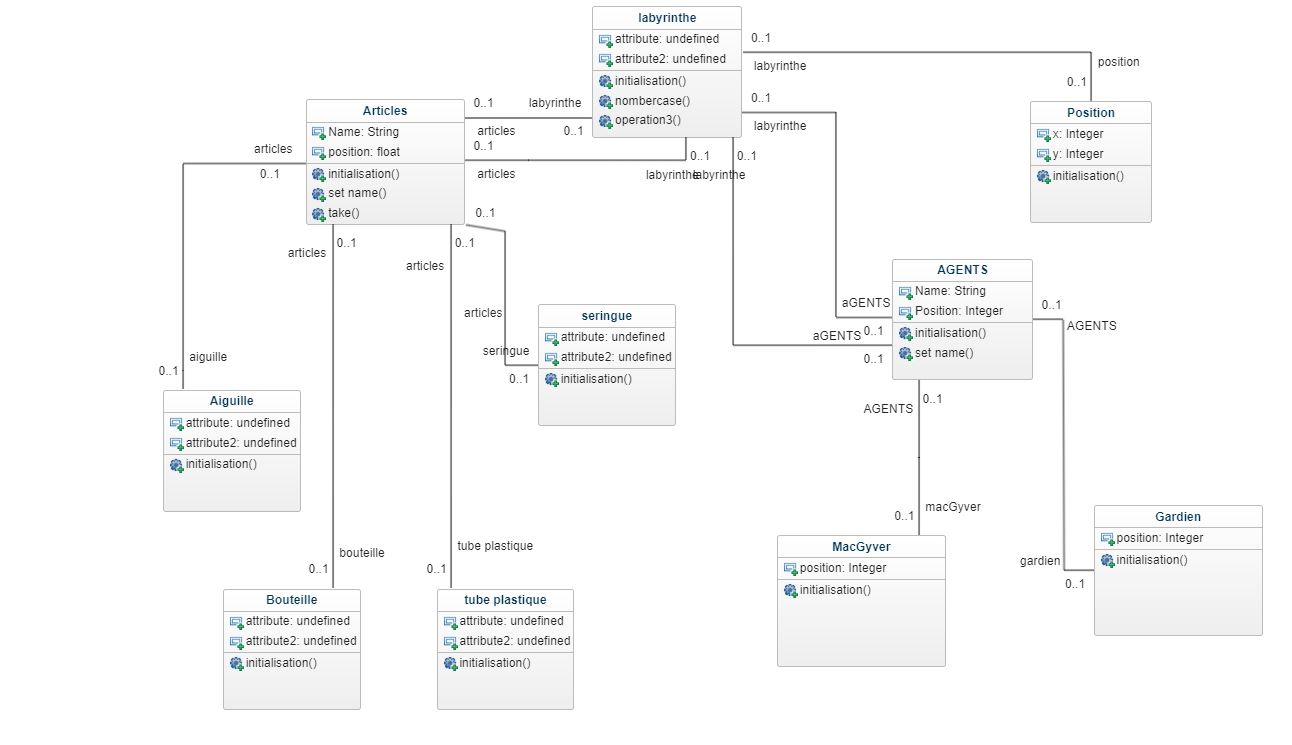 labyrinthe
attribute: undefined
attribute2: undefined
initialisation()
nombercase()
operation3()
0..1
labyrinthe
position
0..1
Position
x: Integer
y: Integer
initialisation()
0..1
labyrinthe
0..1
labyrinthe
articles
0..1
0..1
articles
0..1
labyrinthe
0..1
labyrinthe
Articles
Name: String
position: float
initialisation()
set name()
take()
articles
0..1
0..1
articles
0..1
articles
0..1
articles
seringue
0..1
seringue
attribute: undefined
attribute2: undefined
initialisation()
aGENTS
0..1
aGENTS
0..1
AGENTS
Name: String
Position: Integer
initialisation()
set name()
0..1
AGENTS
0..1
AGENTS
aiguille
0..1
Aiguille
attribute: undefined
attribute2: undefined
initialisation()
bouteille
0..1
tube plastique
0..1
macGyver
0..1
gardien
0..1
Bouteille
attribute: undefined
attribute2: undefined
initialisation()
tube plastique
attribute: undefined
attribute2: undefined
initialisation()
MacGyver
position: Integer
initialisation()
Gardien
position: Integer
initialisation()